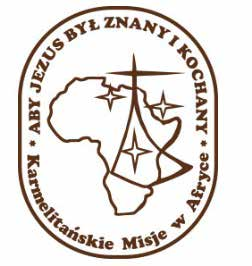 * ABY JEZUS BYŁ ZNANY I KOCHANY *
Karmelitańskie Misje w Afryce